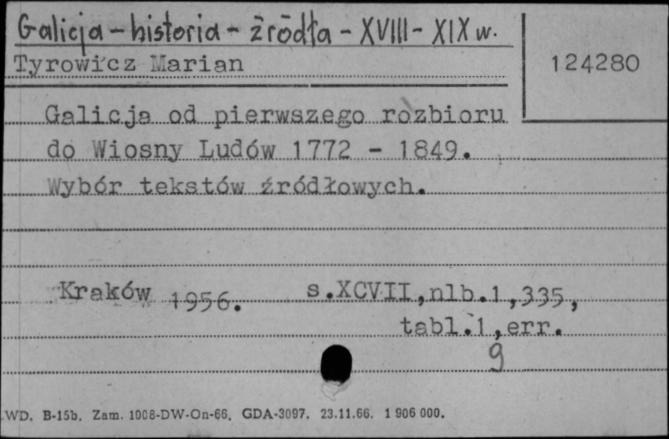 Galicja - historia - źródła - XVIII - XIX w.
Tyrowicz Marian
124280
Galicja od pierwszego rozbioru
do Wiosny Ludów 1772 - 1849.
Wybór tekstów źródłowych.
Kraków 1956. s.XCVII,nlb.1,335,
tabl.1,err.
9
WD. B-15b. Zam. 1008-DW-On-66. GDA-3097. 23.11.66. 1 906 000.